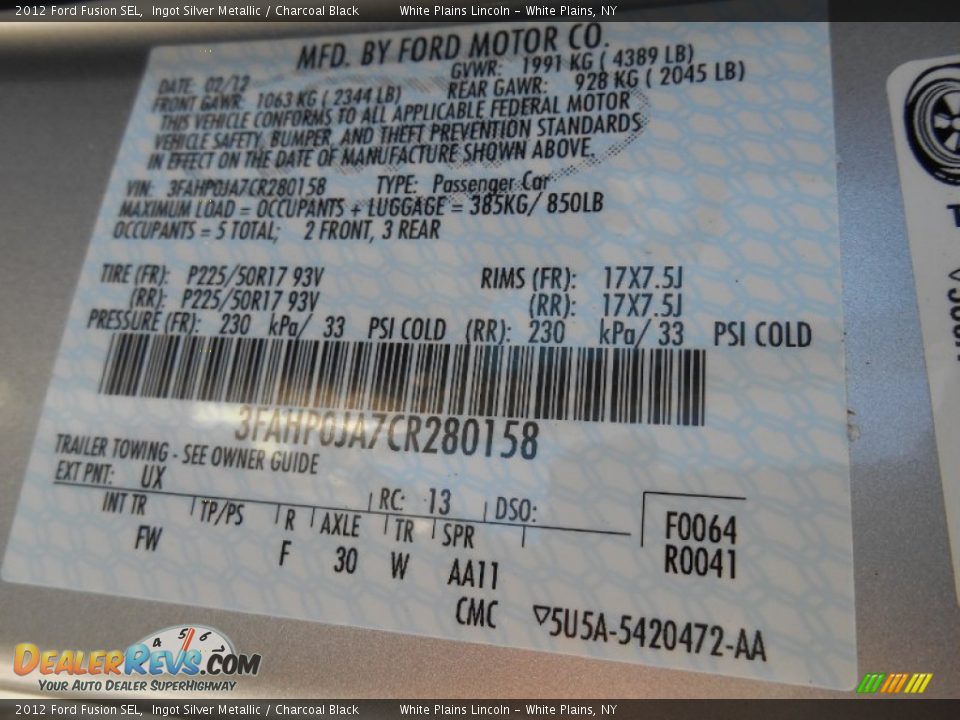 2012 Ford Fusion SEL, Ingot Silver Metallic / Charcoal Black White Plains Lincoln - White Plains, NY
MFD. BY FORD MOTOR CO.
DATE: 02/12 GVWR: 1991 KG ( 4389 LB)
FRONT GAWR: 1063 KG ( 2344 LB) REAR GAWR: 928 KG ( 2045 LB)
THIS VEHICLE CONFORMS TO ALL APPLICABLE FEDERAL MOTOR
VEHICLE SAFETY, BUMPER, AND THEFT PREVENTION STANDARDS
IN EFFECT ON THE DATE OF MANUFACTURE SHOWN ABOVE.
VIN: 3FAHP0JA7CR280158 TYPE: Passenger Car
MAXIMUM LOAD = OCCUPANTS + LUGGAGE = 385KG/ 850LB
OCCUPANTS = 5 TOTAL; 2 FRONT, 3 REAR
TIRE (FR): P225/50R17 93V RIMS (FR): 17X7.5J
(RR): P225/50R17 93V (RR): 17X7.5J
PRESSURE (FR): 230 kPa/ 33 PSI COLD (RR): 230 kPa/ 33 PSI COLD
3FAHP0JA7CR280158
TRAILER TOWING - SEE OWNER GUIDE
EXT PNT: UX RC: 13 DSO:
INT TR TP/PS R AXLE TR SPR F0064
FW F 30 W AA11 R0041
CMC ▽5U5A-5420472-AA
4 5 6
DEALERREVS.COM
YOUR AUTO DEALER SUPERHIGHWAY
2012 Ford Fusion SEL, Ingot Silver Metallic / Charcoal Black White Plains Lincoln - White Plains, NY